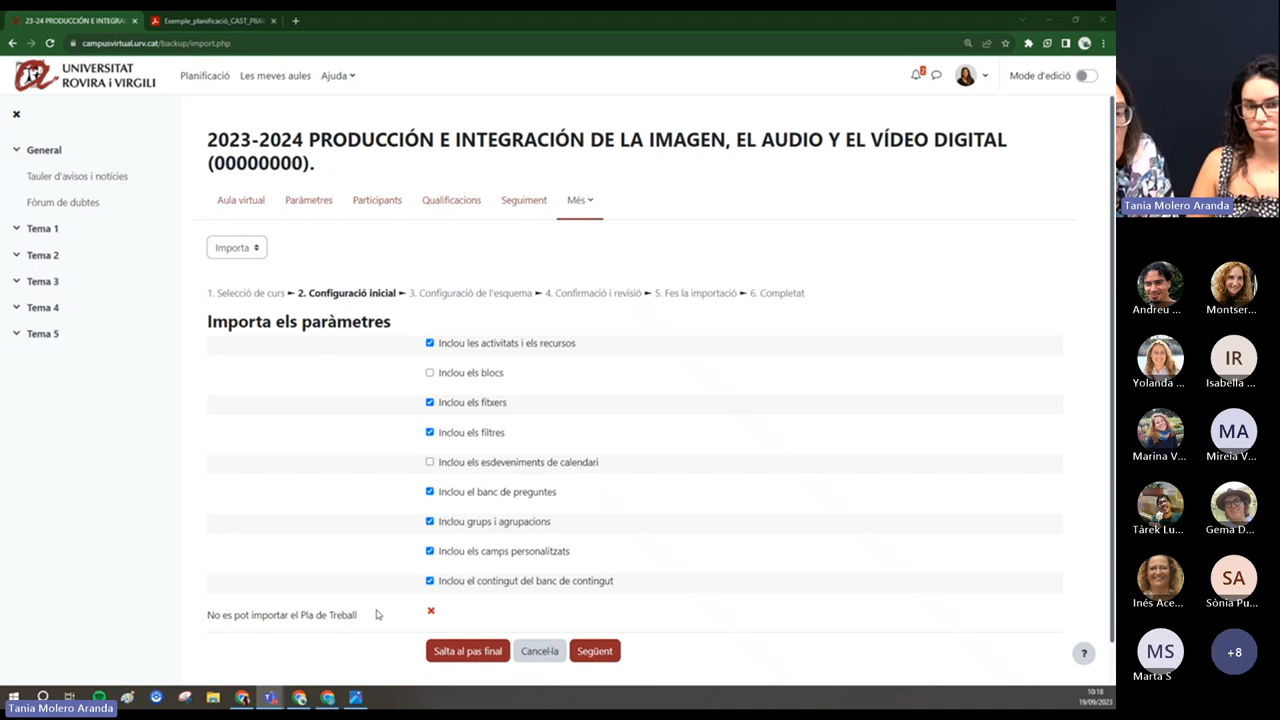 23-24 PRODUCCIÓN E INTEGRA
Exemple_planificació_CAST_PIIAV
campusvirtual.urv.cat/backup/import.php
UNIVERSITAT
ROVIRA i VIRGILI
Planificació
Les meves aules
Ajuda
2
Mode d'edició
General
Tauler d'avisos i notícies
Fòrum de dubtes
Tema 1
Tema 2
Tema 3
Tema 4
Tema 5
2023-2024 PRODUCCIÓN E INTEGRACIÓN DE LA IMAGEN, EL AUDIO Y EL VÍDEO DIGITAL
(00000000).
Aula virtual
Paràmetres
Participants
Qualificacions
Seguiment
Més
Importa
1. Selecció de curs ► 2. Configuració inicial ► 3. Configuració de l'esquema ► 4. Confirmació i revisió ► 5. Fes la importació ► 6. Completat
Importa els paràmetres
Inclou les activitats i els recursos
Inclou els blocs
Inclou els fitxers
Inclou els filtres
Inclou els esdeveniments de calendari
Inclou el banc de preguntes
Inclou grups i agrupacions
Inclou els camps personalitzats
Inclou el contingut del banc de contingut
No es pot importar el Pla de Treball
Salta al pas final
Cancel·la
Següent
?
10:18
19/09/2023
Tania Molero Aranda
Tania Molero Aranda
Andreu ...
Montser...
Yolanda ...
IR
Isabella ...
Marina V...
MA
Mireia V...
Tàrek Lu...
Gema D...
Inés Ace...
SA
Sònia Pu...
MS
Marta S
+8